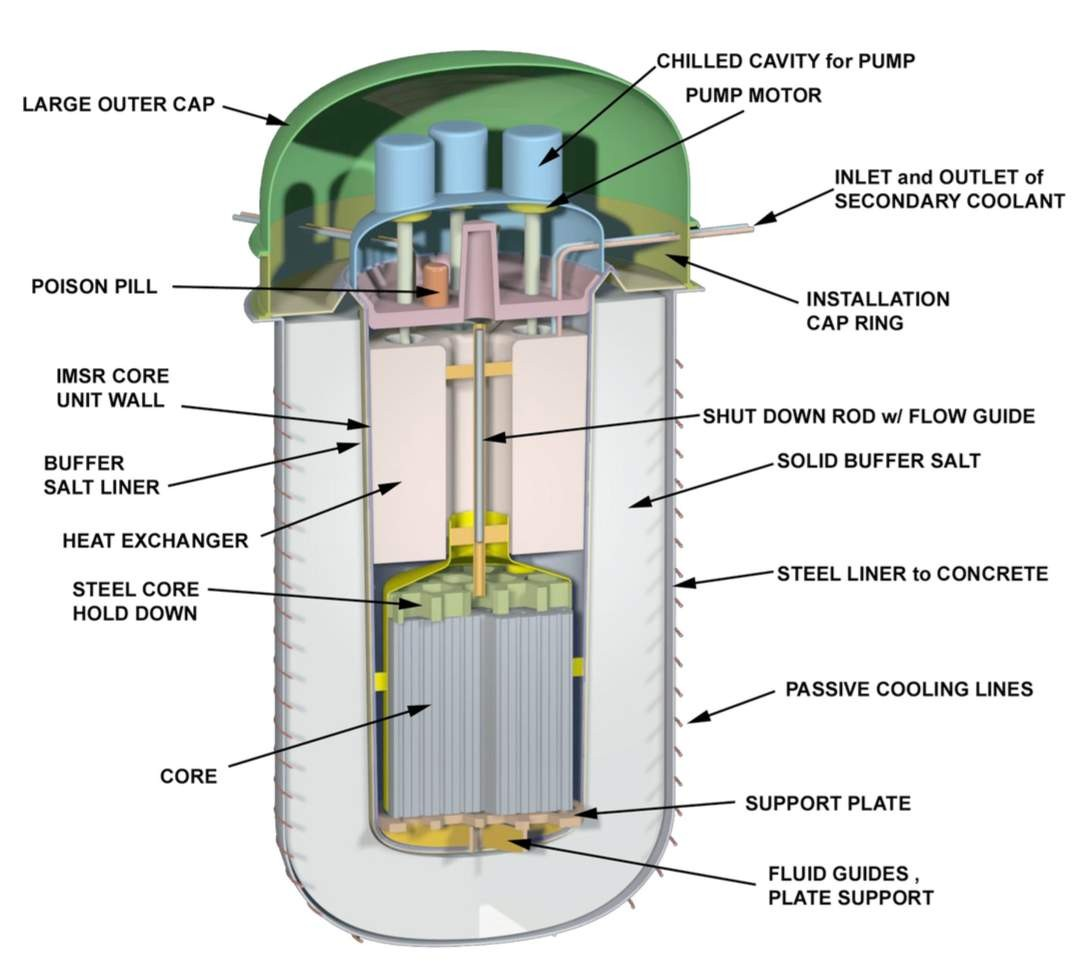 CHILLED CAVITY for PUMP
PUMP MOTOR
LARGE OUTER CAP
INLET and OUTLET of
SECONDARY COOLANT
POISON PILL
INSTALLATION
CAP RING
IMSR CORE
UNIT WALL
SHUT DOWN ROD w/ FLOW GUIDE
BUFFER
SALT LINER
SOLID BUFFER SALT
HEAT EXCHANGER
STEEL LINER to CONCRETE
STEEL CORE
HOLD DOWN
PASSIVE COOLING LINES
CORE
SUPPORT PLATE
FLUID GUIDES ,
PLATE SUPPORT